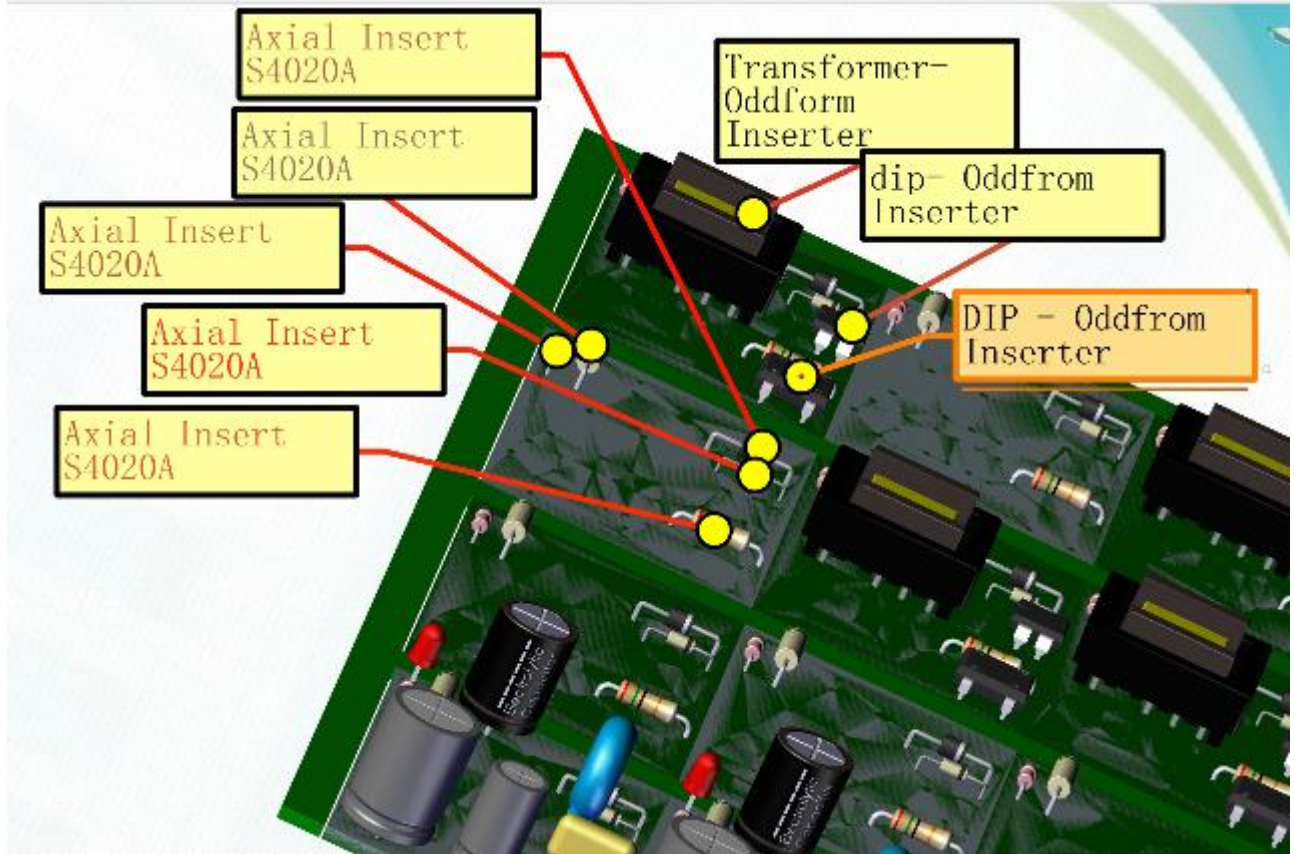 Axial Insert
S4020A
Axial Insert
S4020A
Axial Insert
S4020A
Axial Insert
S4020A
Axial Insert
S4020A
Transformer-
Oddform
Inserter
dip- Oddfrom
Inserter
DIP - Oddfrom
Inserter